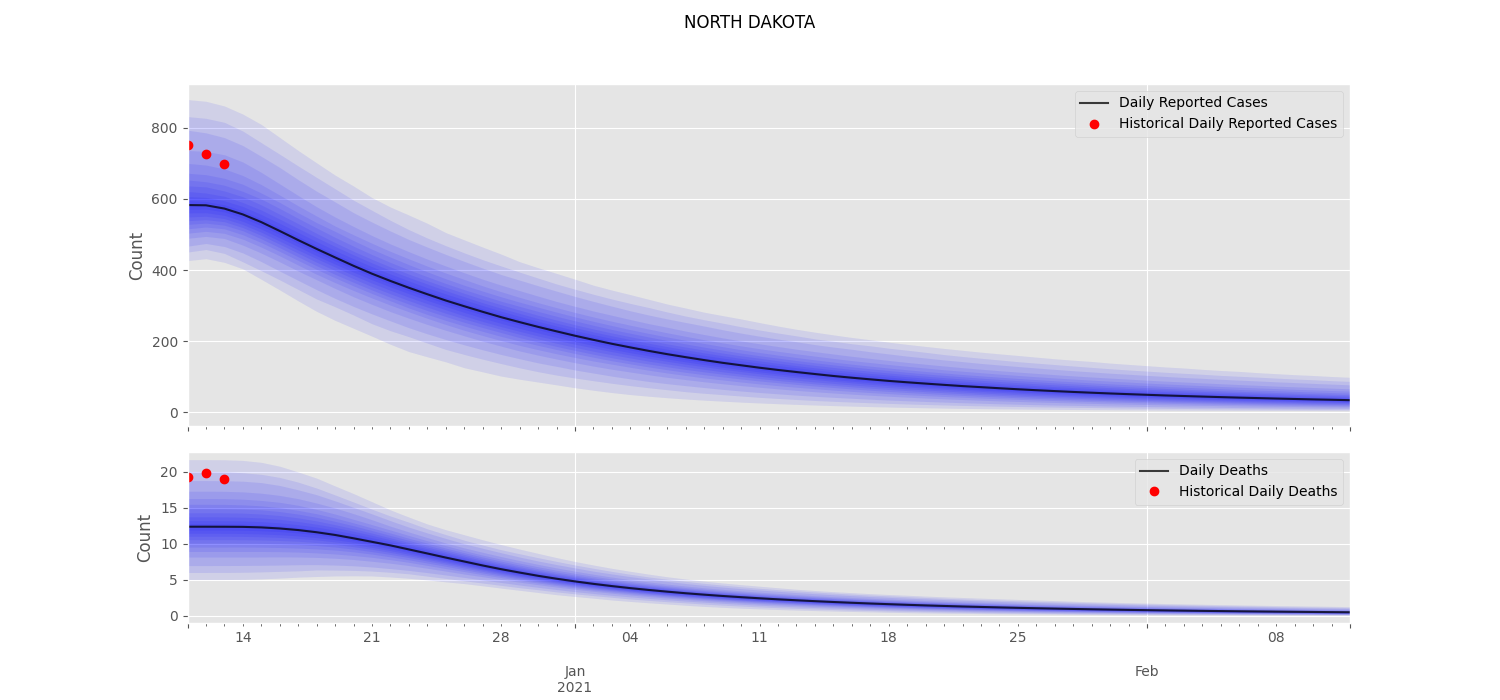 NORTH DAKOTA
Daily Reported Cases
Historical Daily Reported Cases
800
600
400
200
0
Count
Daily Deaths
Historical Daily Deaths
20
15
10
5
0
Count
14 21 28 04 11 18 25 08
Jan Feb
2021